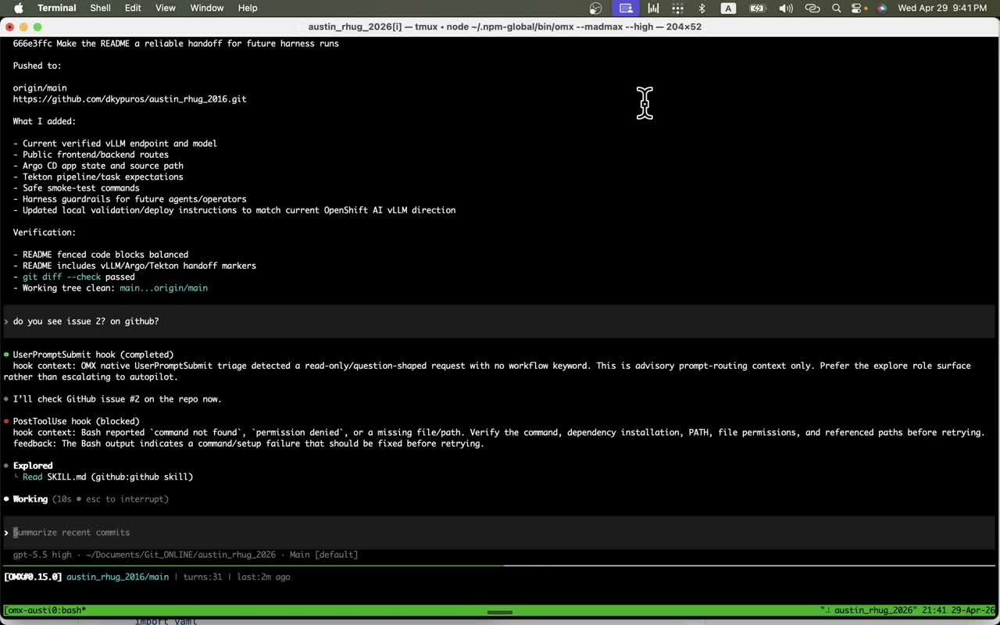 Terminal Shell Edit View Window Help A Wed Apr 29 9:41 PM
austin_rhug_2026[i] — tmux ◂ node ~/.npm-global/bin/omx --madmax --high — 204×52
666e3ffc Make the README a reliable handoff for future harness runs
Pushed to:
origin/main
https://github.com/dkypuros/austin_rhug_2016.git
What I added:
- Current verified vLLM endpoint and model
- Public frontend/backend routes
- Argo CD app state and source path
- Tekton pipeline/task expectations
- Safe smoke-test commands
- Harness guardrails for future agents/operators
- Updated local validation/deploy instructions to match current OpenShift AI vLLM direction
Verification:
- README fenced code blocks balanced
- README includes vLLM/Argo/Tekton handoff markers
- git diff --check passed
- Working tree clean: main...origin/main
› do you see issue 2? on github?
• UserPromptSubmit hook (completed)
hook context: OMX native UserPromptSubmit triage detected a read-only/question-shaped request with no workflow keyword. This is advisory prompt-routing context only. Prefer the explore role surface
rather than escalating to autopilot.
• I’ll check GitHub issue #2 on the repo now.
• PostToolUse hook (blocked)
hook context: Bash reported `command not found`, `permission denied`, or a missing file/path. Verify the command, dependency installation, PATH, file permissions, and referenced paths before retrying.
feedback: The Bash output indicates a command/setup failure that should be fixed before retrying.
• Explored
└ Read SKILL.md (github:github skill)
• Working (10s • esc to interrupt)
› Summarize recent commits
gpt-5.5 high · ~/Documents/Git_ONLINE/austin_rhug_2026 · Main [default]
[OMX#0.15.0] austin_rhug_2016/main | turns:31 | last:2m ago
[omx-austi0:bash* austin_rhug_2026" 21:41 29-Apr-26
import yaml